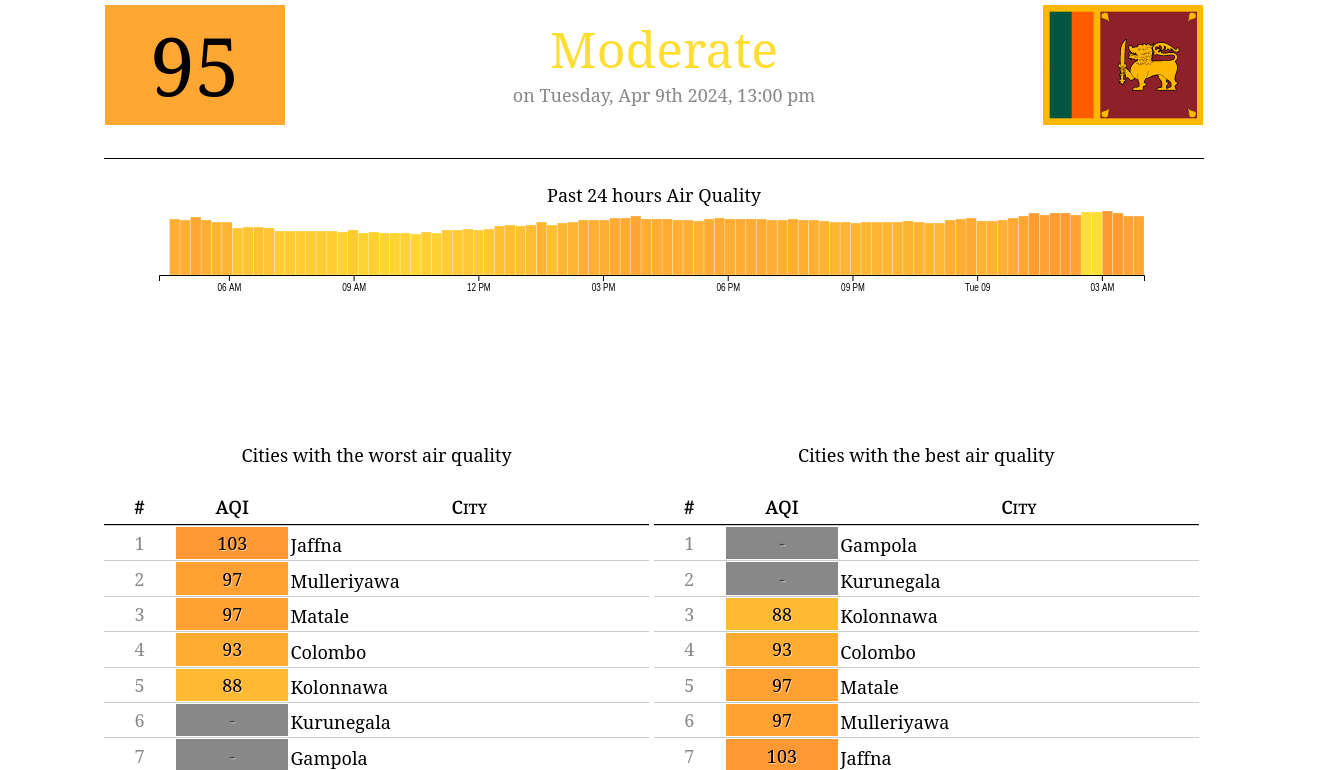 95
Moderate
on Tuesday, Apr 9th 2024, 13:00 pm
Past 24 hours Air Quality
06 AM 09 AM 12 PM 03 PM 06 PM 09 PM Tue 09 03 AM
Cities with the worst air quality
# AQI City
1 103 Jaffna
2 97 Mulleriyawa
3 97 Matale
4 93 Colombo
5 88 Kolonnawa
6 - Kurunegala
7 - Gampola
Cities with the best air quality
# AQI City
1 - Gampola
2 - Kurunegala
3 88 Kolonnawa
4 93 Colombo
5 97 Matale
6 97 Mulleriyawa
7 103 Jaffna